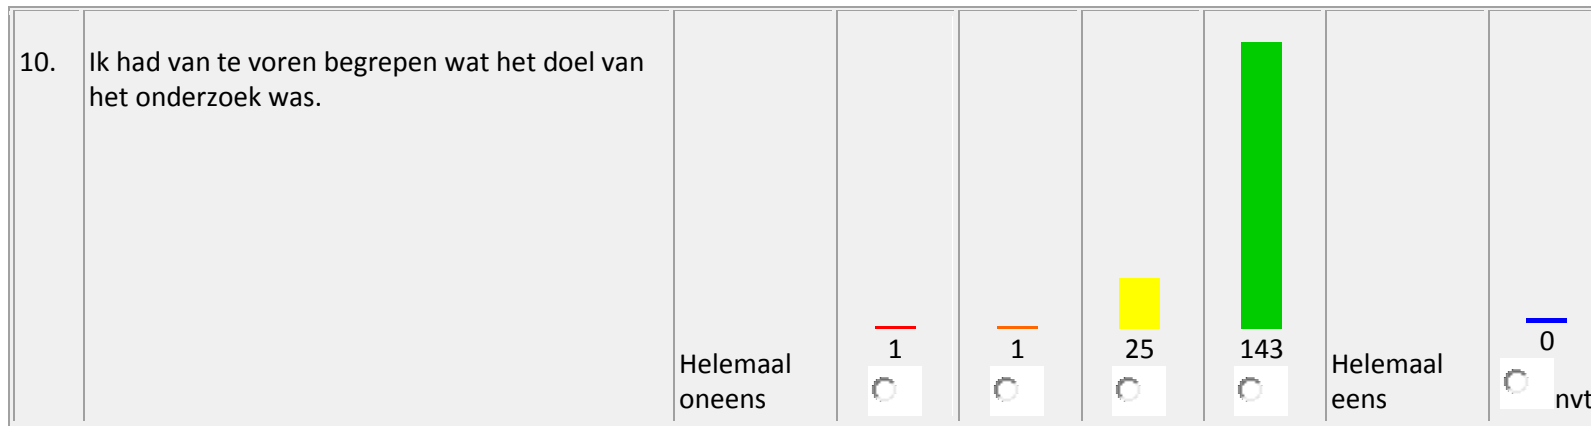 10. Ik had van te voren begrepen wat het doel van
het onderzoek was.
Helemaal
oneens
1
1
25
143
Helemaal
eens
0
nvt